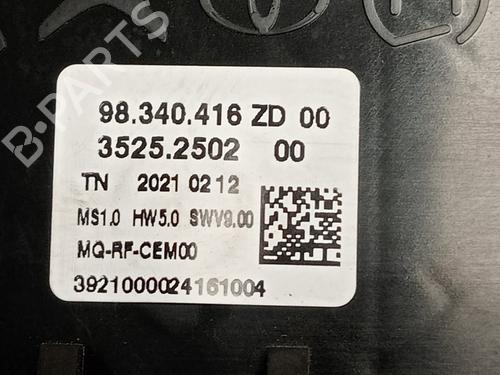 98.340.416 ZD 00
3525.2502 00
TN 2021 02 12
MS1.0 HW5.0 SWV9.00
MQ-RF-CEM00
3921000024161004
B-PARTS